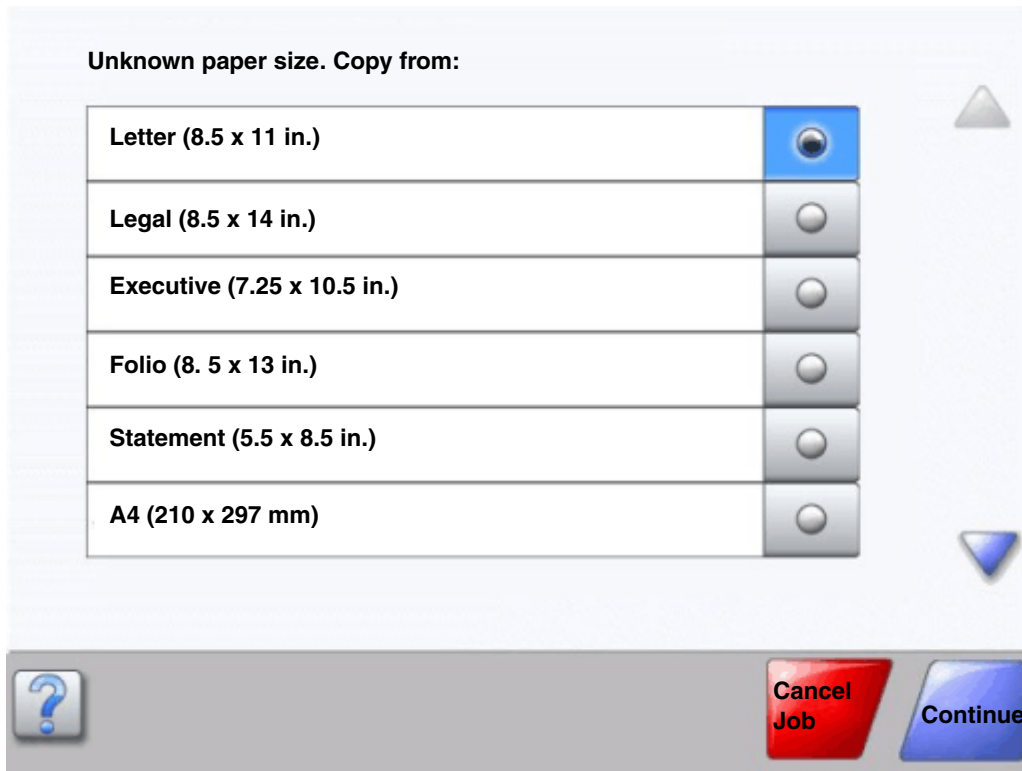 Unknown paper size. Copy from:
Letter (8.5 x 11 in.)
Legal (8.5 x 14 in.)
Executive (7.25 x 10.5 in.)
Folio (8. 5 x 13 in.)
Statement (5.5 x 8.5 in.)
A4 (210 x 297 mm)
?
Cancel
Job
Continue